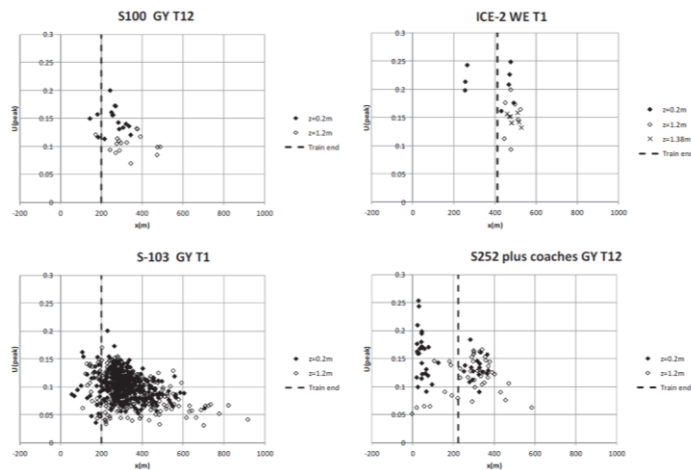 S100 GY T12
0.3
0.25
0.2
0.15
0.1
0.05
0
-200 0 200 400 600 800 1000
U(peak)
x(m)
z=0.2m
z=1.2m
Train end
ICE-2 WE T1
0.3
0.25
0.2
0.15
0.1
0.05
0
-200 0 200 400 600 800 1000
U(peak)
x(m)
z=0.2m
z=1.2m
z=1.38m
Train end
S-103 GY T1
0.3
0.25
0.2
0.15
0.1
0.05
0
-200 0 200 400 600 800 1000
U(peak)
x(m)
z=0.2m
z=1.2m
Train end
S252 plus coaches GY T12
0.3
0.25
0.2
0.15
0.1
0.05
0
-200 0 200 400 600 800 1000
U(peak)
x(m)
z=0.2m
z=1.2m
Train end